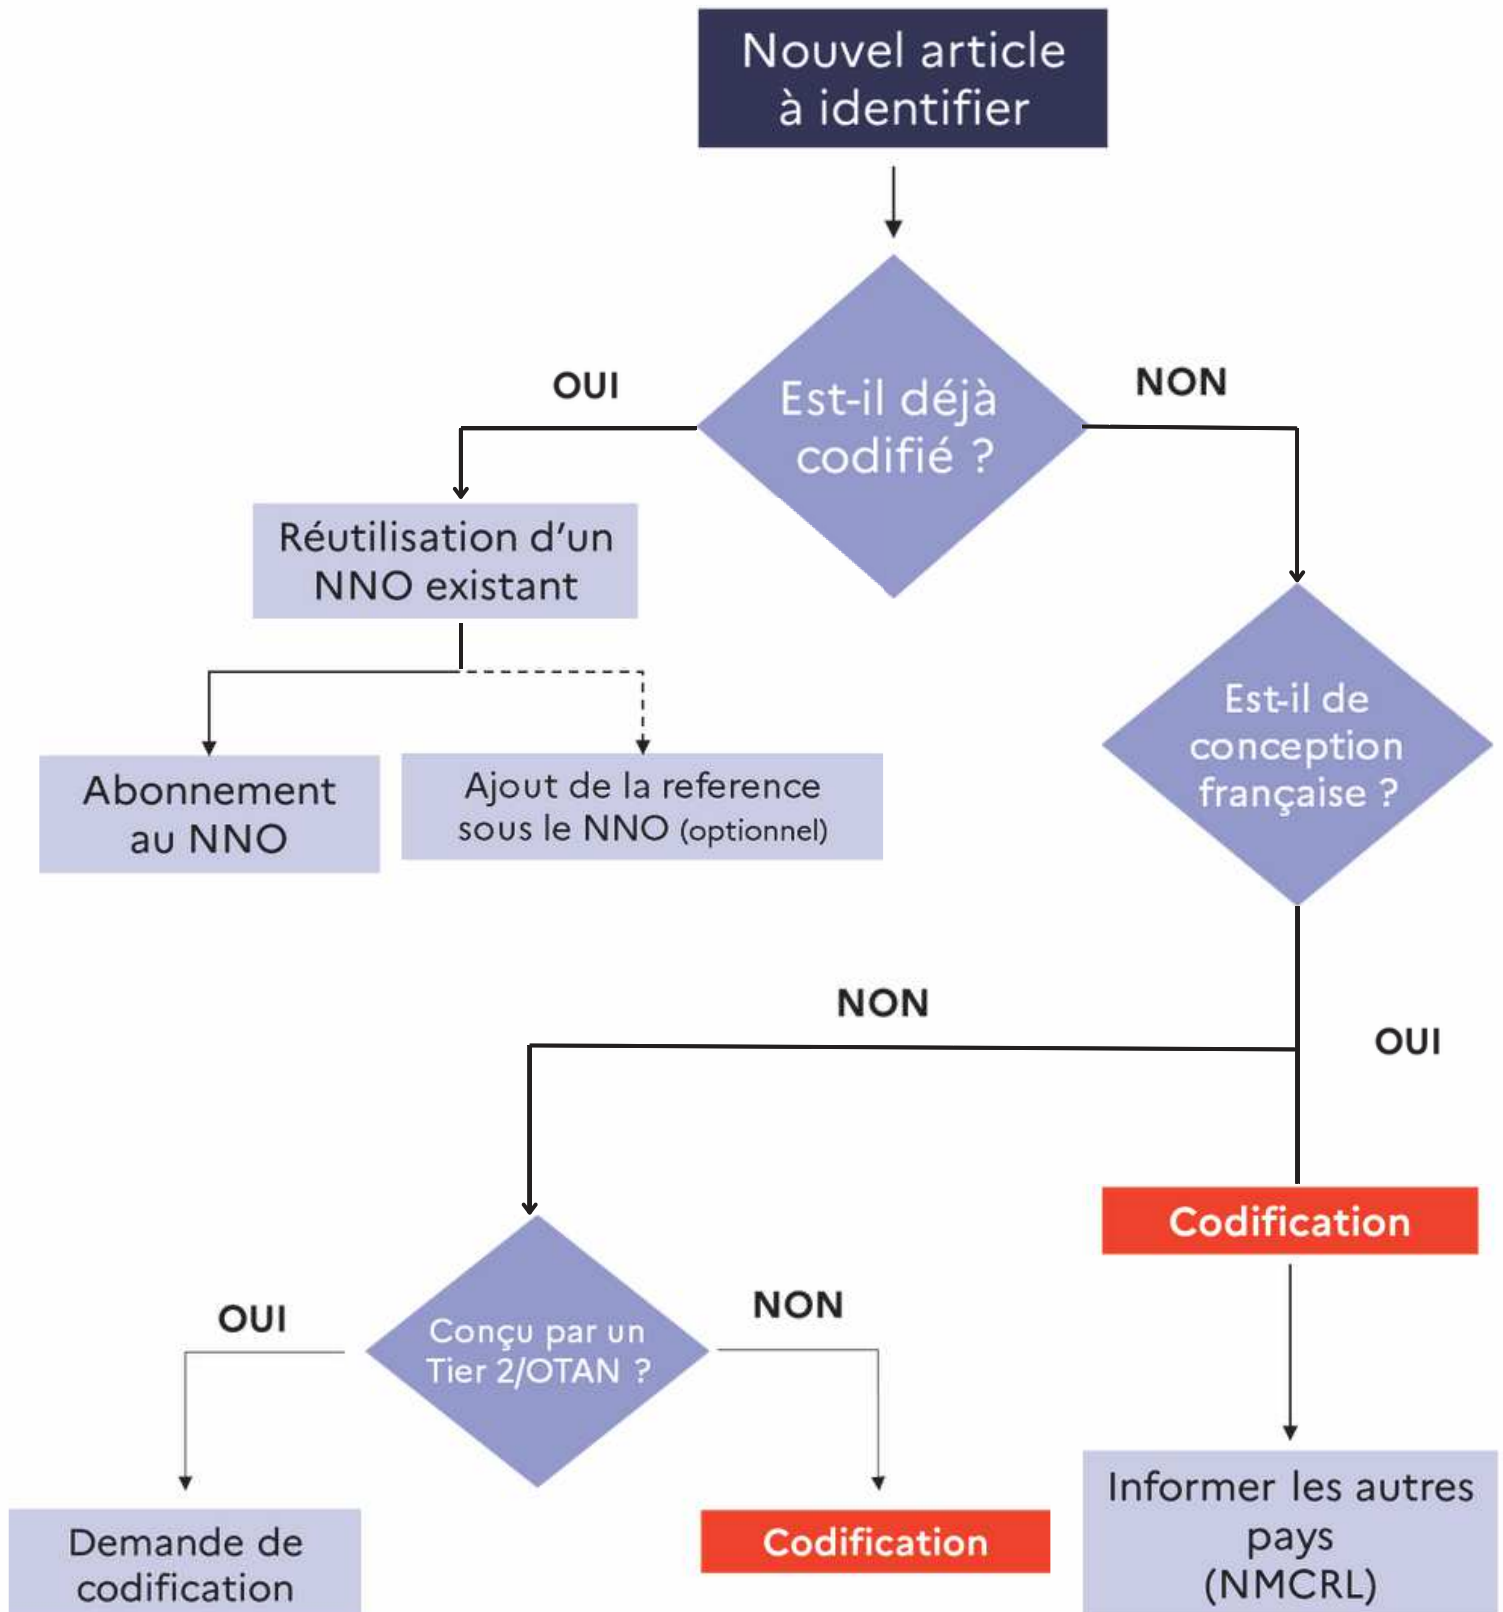 Nouvel article
à identifier
OUI
Est-il déjà
codifié ?
NON
Réutilisation d'un
NNO existant
Abonnement
au NNO
Ajout de la reference
sous le NNO (optionnel)
Est-il de
conception
française ?
NON
OUI
Codification
OUI
Conçu par un
Tier 2/OTAN ?
NON
Demande de
codification
Codification
Informer les autres
pays
(NMCRL)